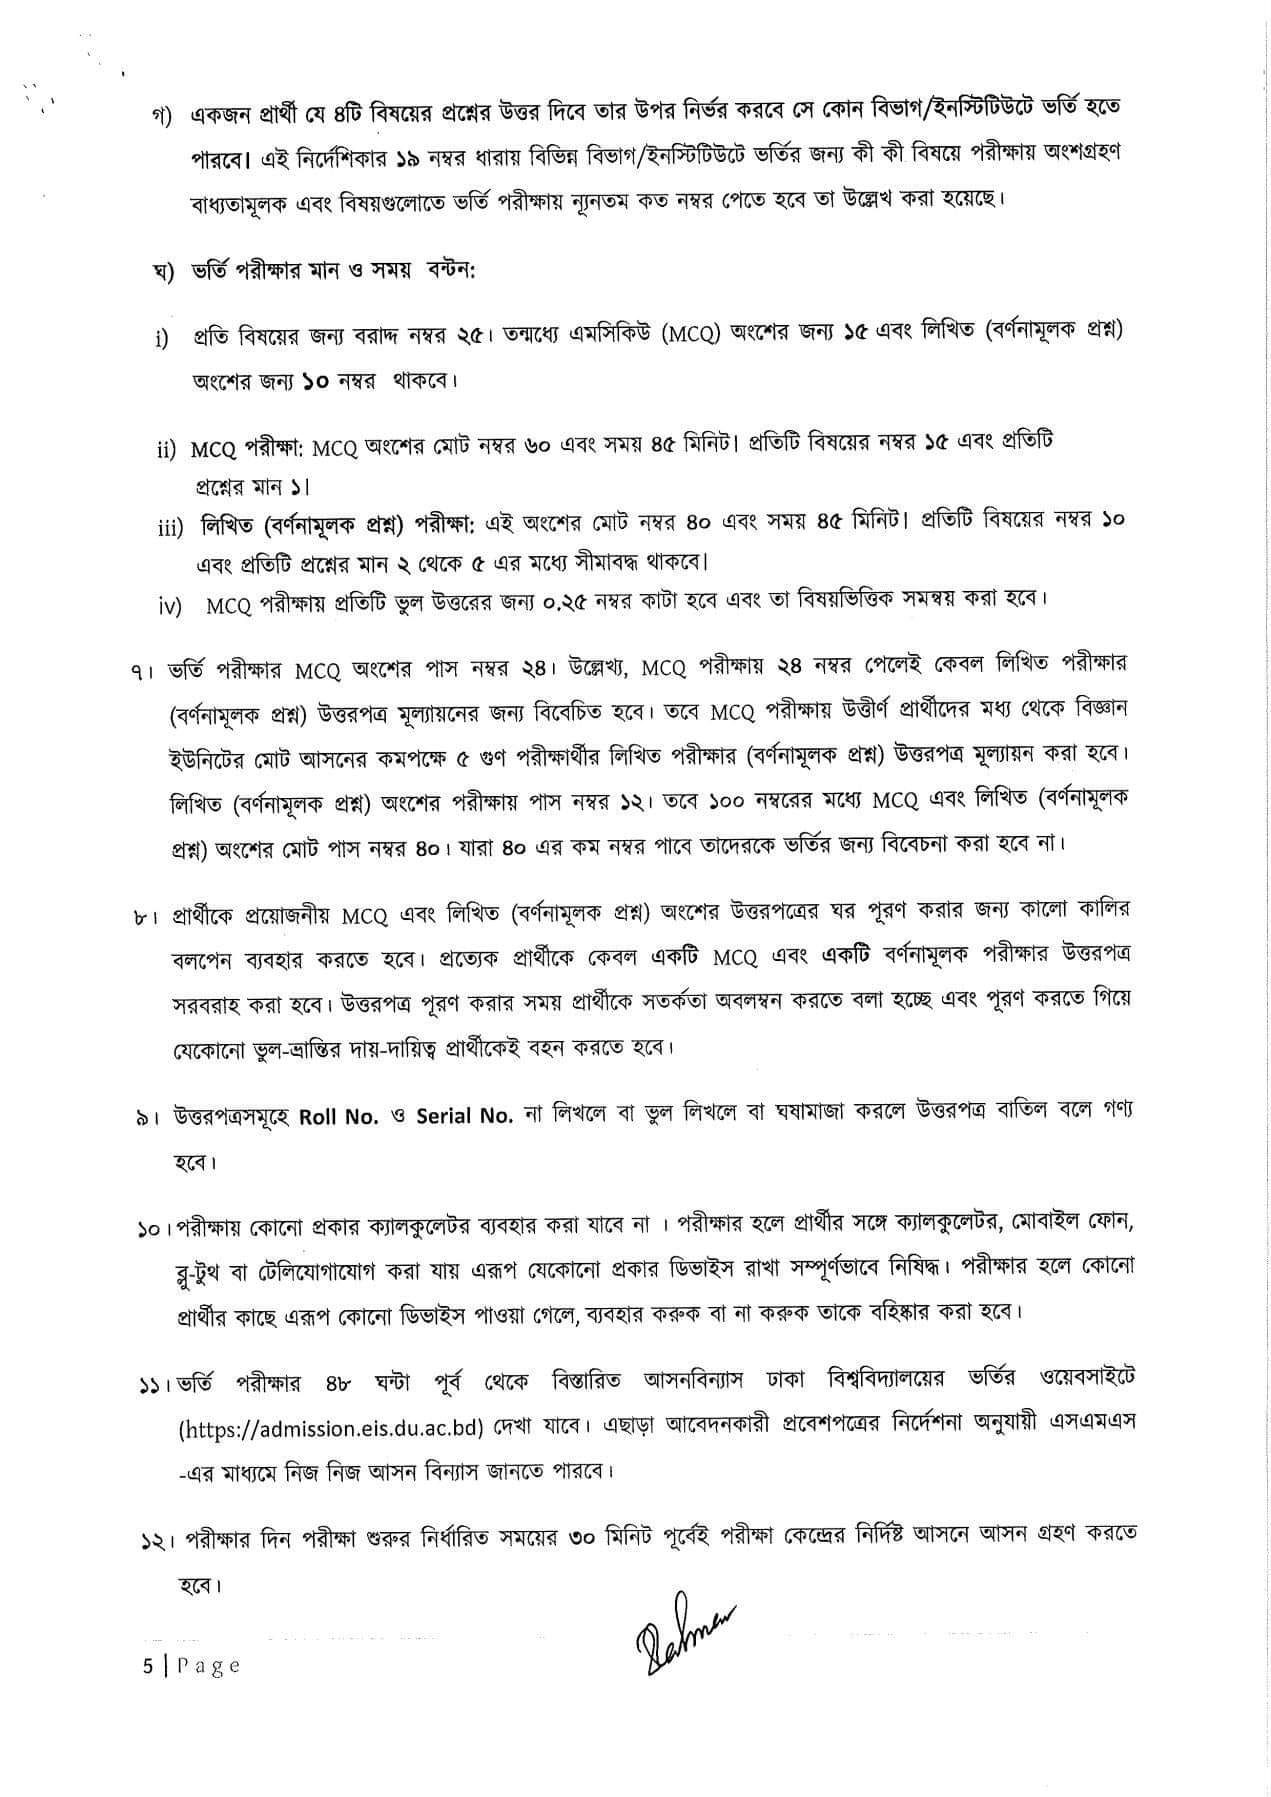 গ) একজন প্রার্থী যে ৪টি বিষয়ের প্রশ্নের উত্তর দিবে তার উপর নির্ভর করবে সে কোন বিভাগ/ইনস্টিটিউটে ভর্তি হতে
পারবে। এই নির্দেশিকার ১৯ নম্বর ধারায় বিভিন্ন বিভাগ/ইনস্টিটিউটে ভর্তির জন্য কী কী বিষয়ে পরীক্ষায় অংশগ্রহণ
বাধ্যতামূলক এবং বিষয়গুলোতে ভর্তি পরীক্ষায় ন্যূনতম কত নম্বর পেতে হবে তা উল্লেখ করা হয়েছে।
ঘ) ভর্তি পরীক্ষার মান ও সময় বন্টন:
i) প্রতি বিষয়ের জন্য বরাদ্দ নম্বর ২৫। তন্মধ্যে এমসিকিউ (MCQ) অংশের জন্য ১৫ এবং লিখিত (বর্ণনামূলক প্রশ্ন)
অংশের জন্য ১০ নম্বর থাকবে।
ii) MCQ পরীক্ষা: MCQ অংশের মোট নম্বর ৬০ এবং সময় ৪৫ মিনিট। প্রতিটি বিষয়ের নম্বর ১৫ এবং প্রতিটি
প্রশ্নের মান ১।
iii) লিখিত (বর্ণনামূলক প্রশ্ন) পরীক্ষা: এই অংশের মোট নম্বর ৪০ এবং সময় ৪৫ মিনিট। প্রতিটি বিষয়ের নম্বর ১০
এবং প্রতিটি প্রশ্নের মান ২ থেকে ৫ এর মধ্যে সীমাবদ্ধ থাকবে।
iv) MCQ পরীক্ষায় প্রতিটি ভুল উত্তরের জন্য ০.২৫ নম্বর কাটা হবে এবং তা বিষয়ভিত্তিক সমন্বয় করা হবে।
৭। ভর্তি পরীক্ষার MCQ অংশের পাস নম্বর ২৪। উল্লেখ্য, MCQ পরীক্ষায় ২৪ নম্বর পেলেই কেবল লিখিত পরীক্ষার
(বর্ণনামূলক প্রশ্ন) উত্তরপত্র মূল্যায়নের জন্য বিবেচিত হবে। তবে MCQ পরীক্ষায় উত্তীর্ণ প্রার্থীদের মধ্য থেকে বিজ্ঞান
ইউনিটের মোট আসনের কমপক্ষে ৫ গুণ পরীক্ষার্থীর লিখিত পরীক্ষার (বর্ণনামূলক প্রশ্ন) উত্তরপত্র মূল্যায়ন করা হবে।
লিখিত (বর্ণনামূলক প্রশ্ন) অংশের পরীক্ষায় পাস নম্বর ১২। তবে ১০০ নম্বরের মধ্যে MCQ এবং লিখিত (বর্ণনামূলক
প্রশ্ন) অংশের মোট পাস নম্বর ৪০। যারা ৪০ এর কম নম্বর পাবে তাদেরকে ভর্তির জন্য বিবেচনা করা হবে না।
৮। প্রার্থীকে প্রয়োজনীয় MCQ এবং লিখিত (বর্ণনামূলক প্রশ্ন) অংশের উত্তরপত্রের ঘর পূরণ করার জন্য কালো কালির
বলপেন ব্যবহার করতে হবে। প্রত্যেক প্রার্থীকে কেবল একটি MCQ এবং একটি বর্ণনামূলক পরীক্ষার উত্তরপত্র
সরবরাহ করা হবে। উত্তরপত্র পূরণ করার সময় প্রার্থীকে সতর্কতা অবলম্বন করতে বলা হচ্ছে এবং পূরণ করতে গিয়ে
যেকোনো ভুল-ভ্রান্তির দায়-দায়িত্ব প্রার্থীকেই বহন করতে হবে।
৯। উত্তরপত্রসমূহে Roll No. ও Serial No. না লিখলে বা ভুল লিখলে বা ঘষামাজা করলে উত্তরপত্র বাতিল বলে গণ্য
হবে।
১০। পরীক্ষায় কোনো প্রকার ক্যালকুলেটর ব্যবহার করা যাবে না । পরীক্ষার হলে প্রার্থীর সঙ্গে ক্যালকুলেটর, মোবাইল ফোন,
ব্লু-টুথ বা টেলিযোগাযোগ করা যায় এরূপ যেকোনো প্রকার ডিভাইস রাখা সম্পূর্ণভাবে নিষিদ্ধ। পরীক্ষার হলে কোনো
প্রার্থীর কাছে এরূপ কোনো ডিভাইস পাওয়া গেলে, ব্যবহার করুক বা না করুক তাকে বহিষ্কার করা হবে।
১১। ভর্তি পরীক্ষার ৪৮ ঘন্টা পূর্ব থেকে বিস্তারিত আসনবিন্যাস ঢাকা বিশ্ববিদ্যালয়ের ভর্তির ওয়েবসাইটে
(https://admission.eis.du.ac.bd) দেখা যাবে। এছাড়া আবেদনকারী প্রবেশপত্রের নির্দেশনা অনুযায়ী এসএমএস
-এর মাধ্যমে নিজ নিজ আসন বিন্যাস জানতে পারবে।
১২। পরীক্ষার দিন পরীক্ষা শুরুর নির্ধারিত সময়ের ৩০ মিনিট পূর্বেই পরীক্ষা কেন্দ্রের নির্দিষ্ট আসনে আসন গ্রহণ করতে
হবে।
Rahman
5 | Page